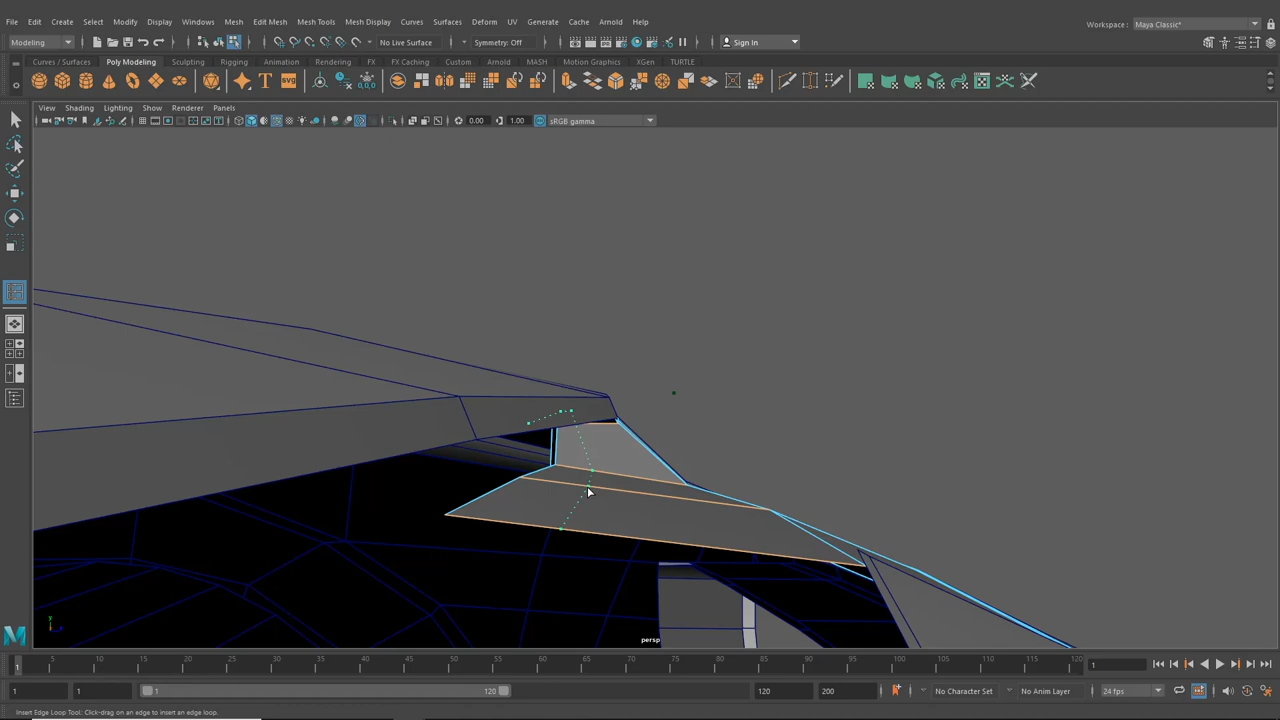 File Edit Create Select Modify Display Windows Mesh Edit Mesh Mesh Tools Mesh Display Curves Surfaces Deform UV Generate Cache Arnold Help
Workspace : Maya Classic*
Modeling No Live Surface Symmetry: Off Sign In
Curves / Surfaces Poly Modeling Sculpting Rigging Animation Rendering FX FX Caching Custom Arnold MASH Motion Graphics XGen TURTLE
View Shading Lighting Show Renderer Panels
0.00 1.00 sRGB gamma
persp
5 10 15 20 25 30 35 40 45 50 55 60 65 70 75 80 85 90 95 100 105 110 115 120
1 1
1 1 1 120 120 200 No Character Set No Anim Layer 24 fps
Insert Edge Loop Tool: Click-drag on an edge to insert an edge loop.